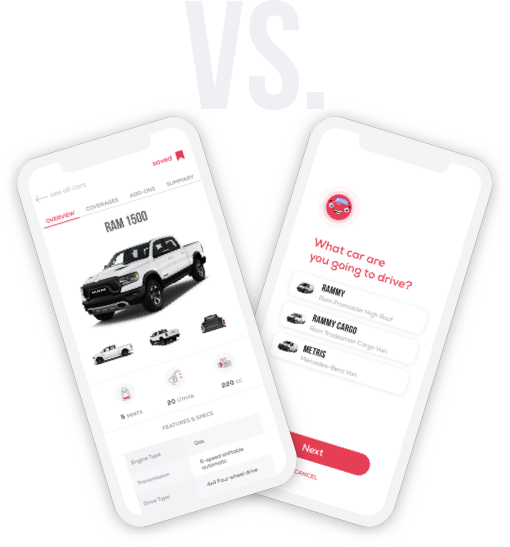 VS.
see all cars
saved
OVERVIEW
COVERAGES
ADD-ONS
SUMMARY
RAM 1500
5 seats
20 l/mile
220 cc
FEATURES & SPECS
Engine Type
Gas
Transmission
6-speed shiftable
automatic
Drive Type
4x4 Four wheel drive
What car are
you going to drive?
RAMMY
Ram Promaster High Roof
RAMMY CARGO
Ram Tradesman Cargo Van
METRIS
Mercedes-Benz Van
Next
CANCEL